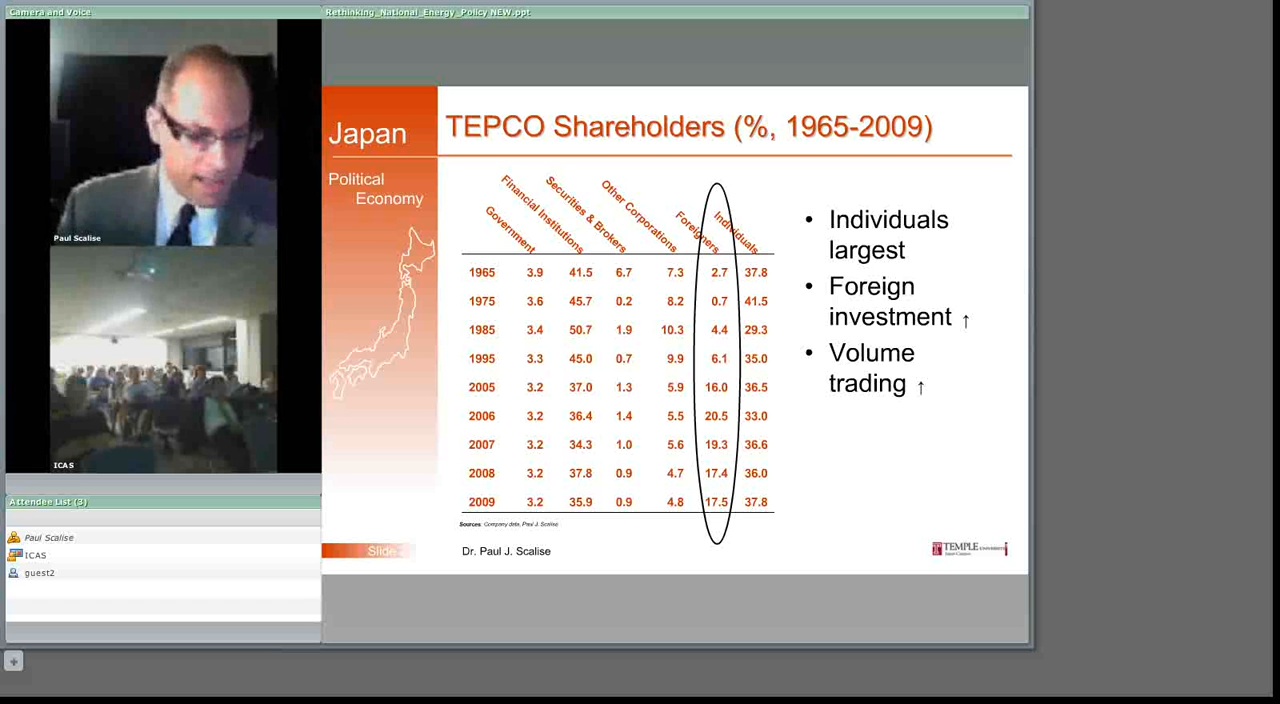 Camera and Voice
Rethinking_National_Energy_Policy NEW.ppt
Paul Scalise
ICAS
Attendee List (3)
Paul Scalise
ICAS
guest2
Japan
Political
Economy
TEPCO Shareholders (%, 1965-2009)
Government
Financial Institutions
Securities & Brokers
Other Corporations
Foreigners
Individuals
1965 3.9 41.5 6.7 7.3 2.7 37.8
1975 3.6 45.7 0.2 8.2 0.7 41.5
1985 3.4 50.7 1.9 10.3 4.4 29.3
1995 3.3 45.0 0.7 9.9 6.1 35.0
2005 3.2 37.0 1.3 5.9 16.0 36.5
2006 3.2 36.4 1.4 5.5 20.5 33.0
2007 3.2 34.3 1.0 5.6 19.3 36.6
2008 3.2 37.8 0.9 4.7 17.4 36.0
2009 3.2 35.9 0.9 4.8 17.5 37.8
Sources: Company data, Paul J. Scalise
• Individuals
largest
• Foreign
investment ↑
• Volume
trading ↑
Slide
Dr. Paul J. Scalise
TEMPLE UNIVERSITY
Japan Campus